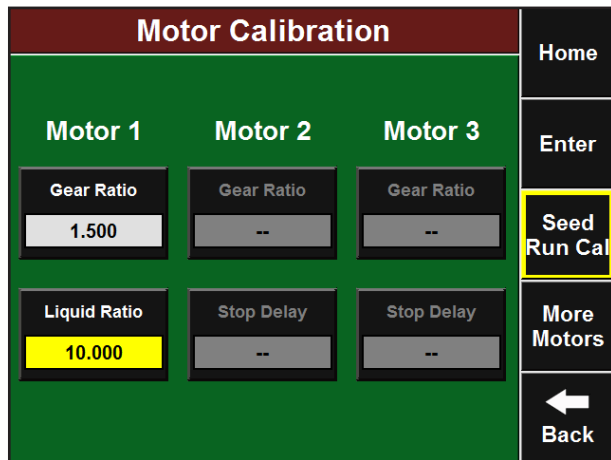 Motor Calibration
Motor 1
Motor 2
Motor 3
Gear Ratio
Gear Ratio
Gear Ratio
1.500
--
--
Liquid Ratio
Stop Delay
Stop Delay
10.000
--
--
Home
Enter
Seed
Run Cal
More
Motors
Back